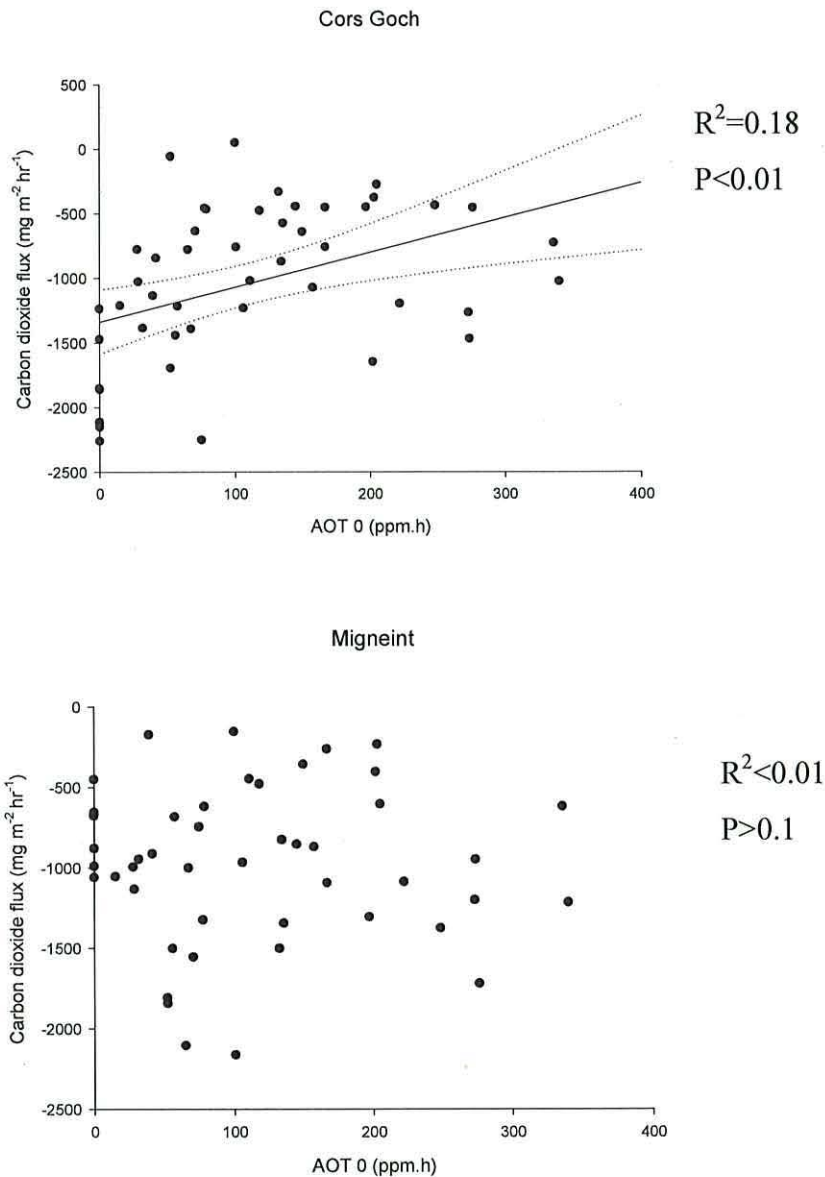 Cors Goch
500
0
-500
-1000
-1500
-2000
-2500
Carbon dioxide flux (mg m⁻² hr⁻¹)
0 100 200 300 400
AOT 0 (ppm.h)
R²=0.18
P<0.01
Migneint
0
-500
-1000
-1500
-2000
-2500
Carbon dioxide flux (mg m⁻² hr⁻¹)
0 100 200 300 400
AOT 0 (ppm.h)
R²<0.01
P>0.1